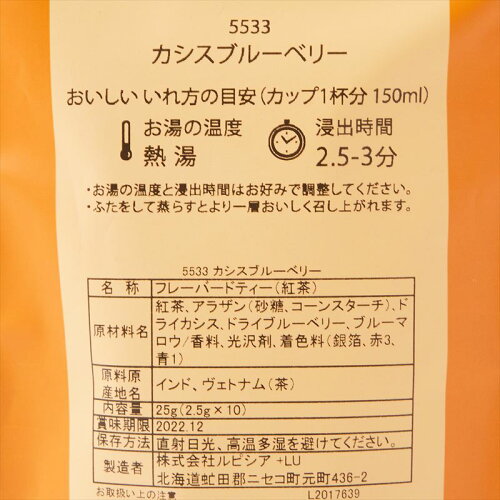 5533
カシスブルーベリー
おいしい いれ方の目安(カップ1杯分 150ml)
お湯の温度
熱湯
浸出時間
2.5-3分
・お湯の温度と浸出時間はお好みで調整してください。
・ふたをして蒸らすとより一層おいしく召し上がれます。
5533 カシスブルーベリー
名 称 フレーバードティー(紅茶)
原材料名 紅茶、アラザン(砂糖、コーンスターチ)、ド
ライカシス、ドライブルーベリー、ブルーマ
ロウ/香料、光沢剤、着色料(銀箔、赤3、
青1)
原料原
産地名
インド、ヴェトナム(茶)
内容量 25g(2.5g×10)
賞味期限 2022.12
保存方法 直射日光、高温多湿を避けてください。
製造者 株式会社ルピシア +LU
北海道虻田郡ニセコ町元町436-2
お取扱い上の注意 L2017639